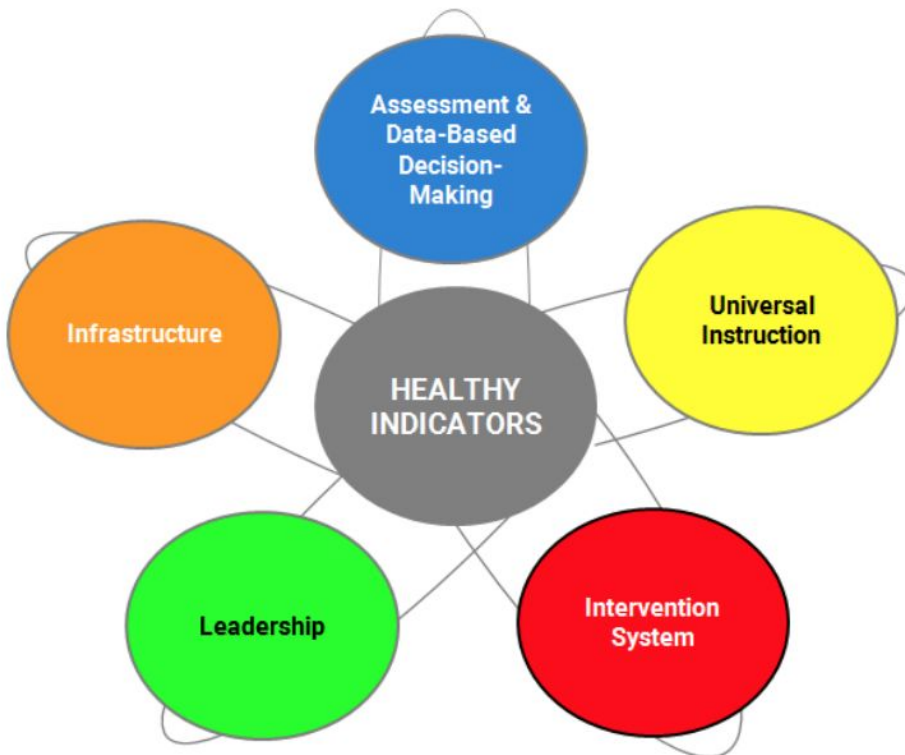 Assessment &
Data-Based
Decision-
Making
Infrastructure
Universal
Instruction
HEALTHY
INDICATORS
Leadership
Intervention
System